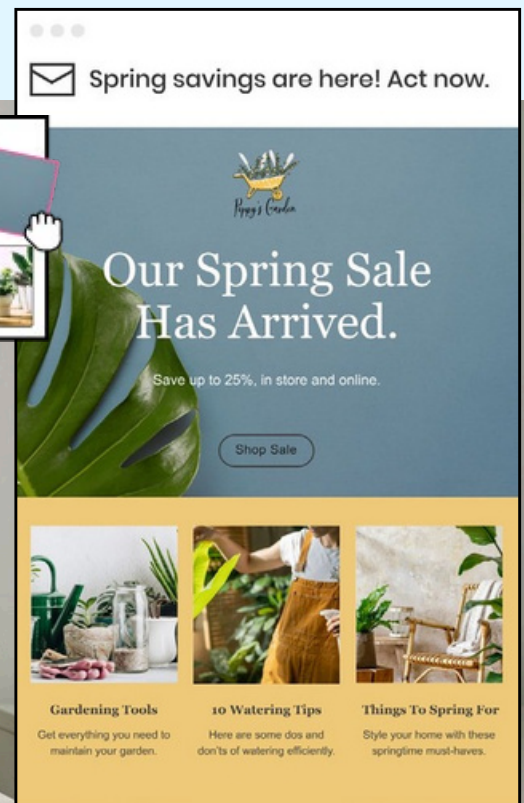 Spring savings are here! Act now.
Poppy's Garden
Our Spring Sale
Has Arrived.
Save up to 25%, in store and online.
Shop Sale
Gardening Tools
Get everything you need to
maintain your garden.
10 Watering Tips
Here are some dos and
don'ts of watering efficiently.
Things To Spring For
Style your home with these
springtime must-haves.